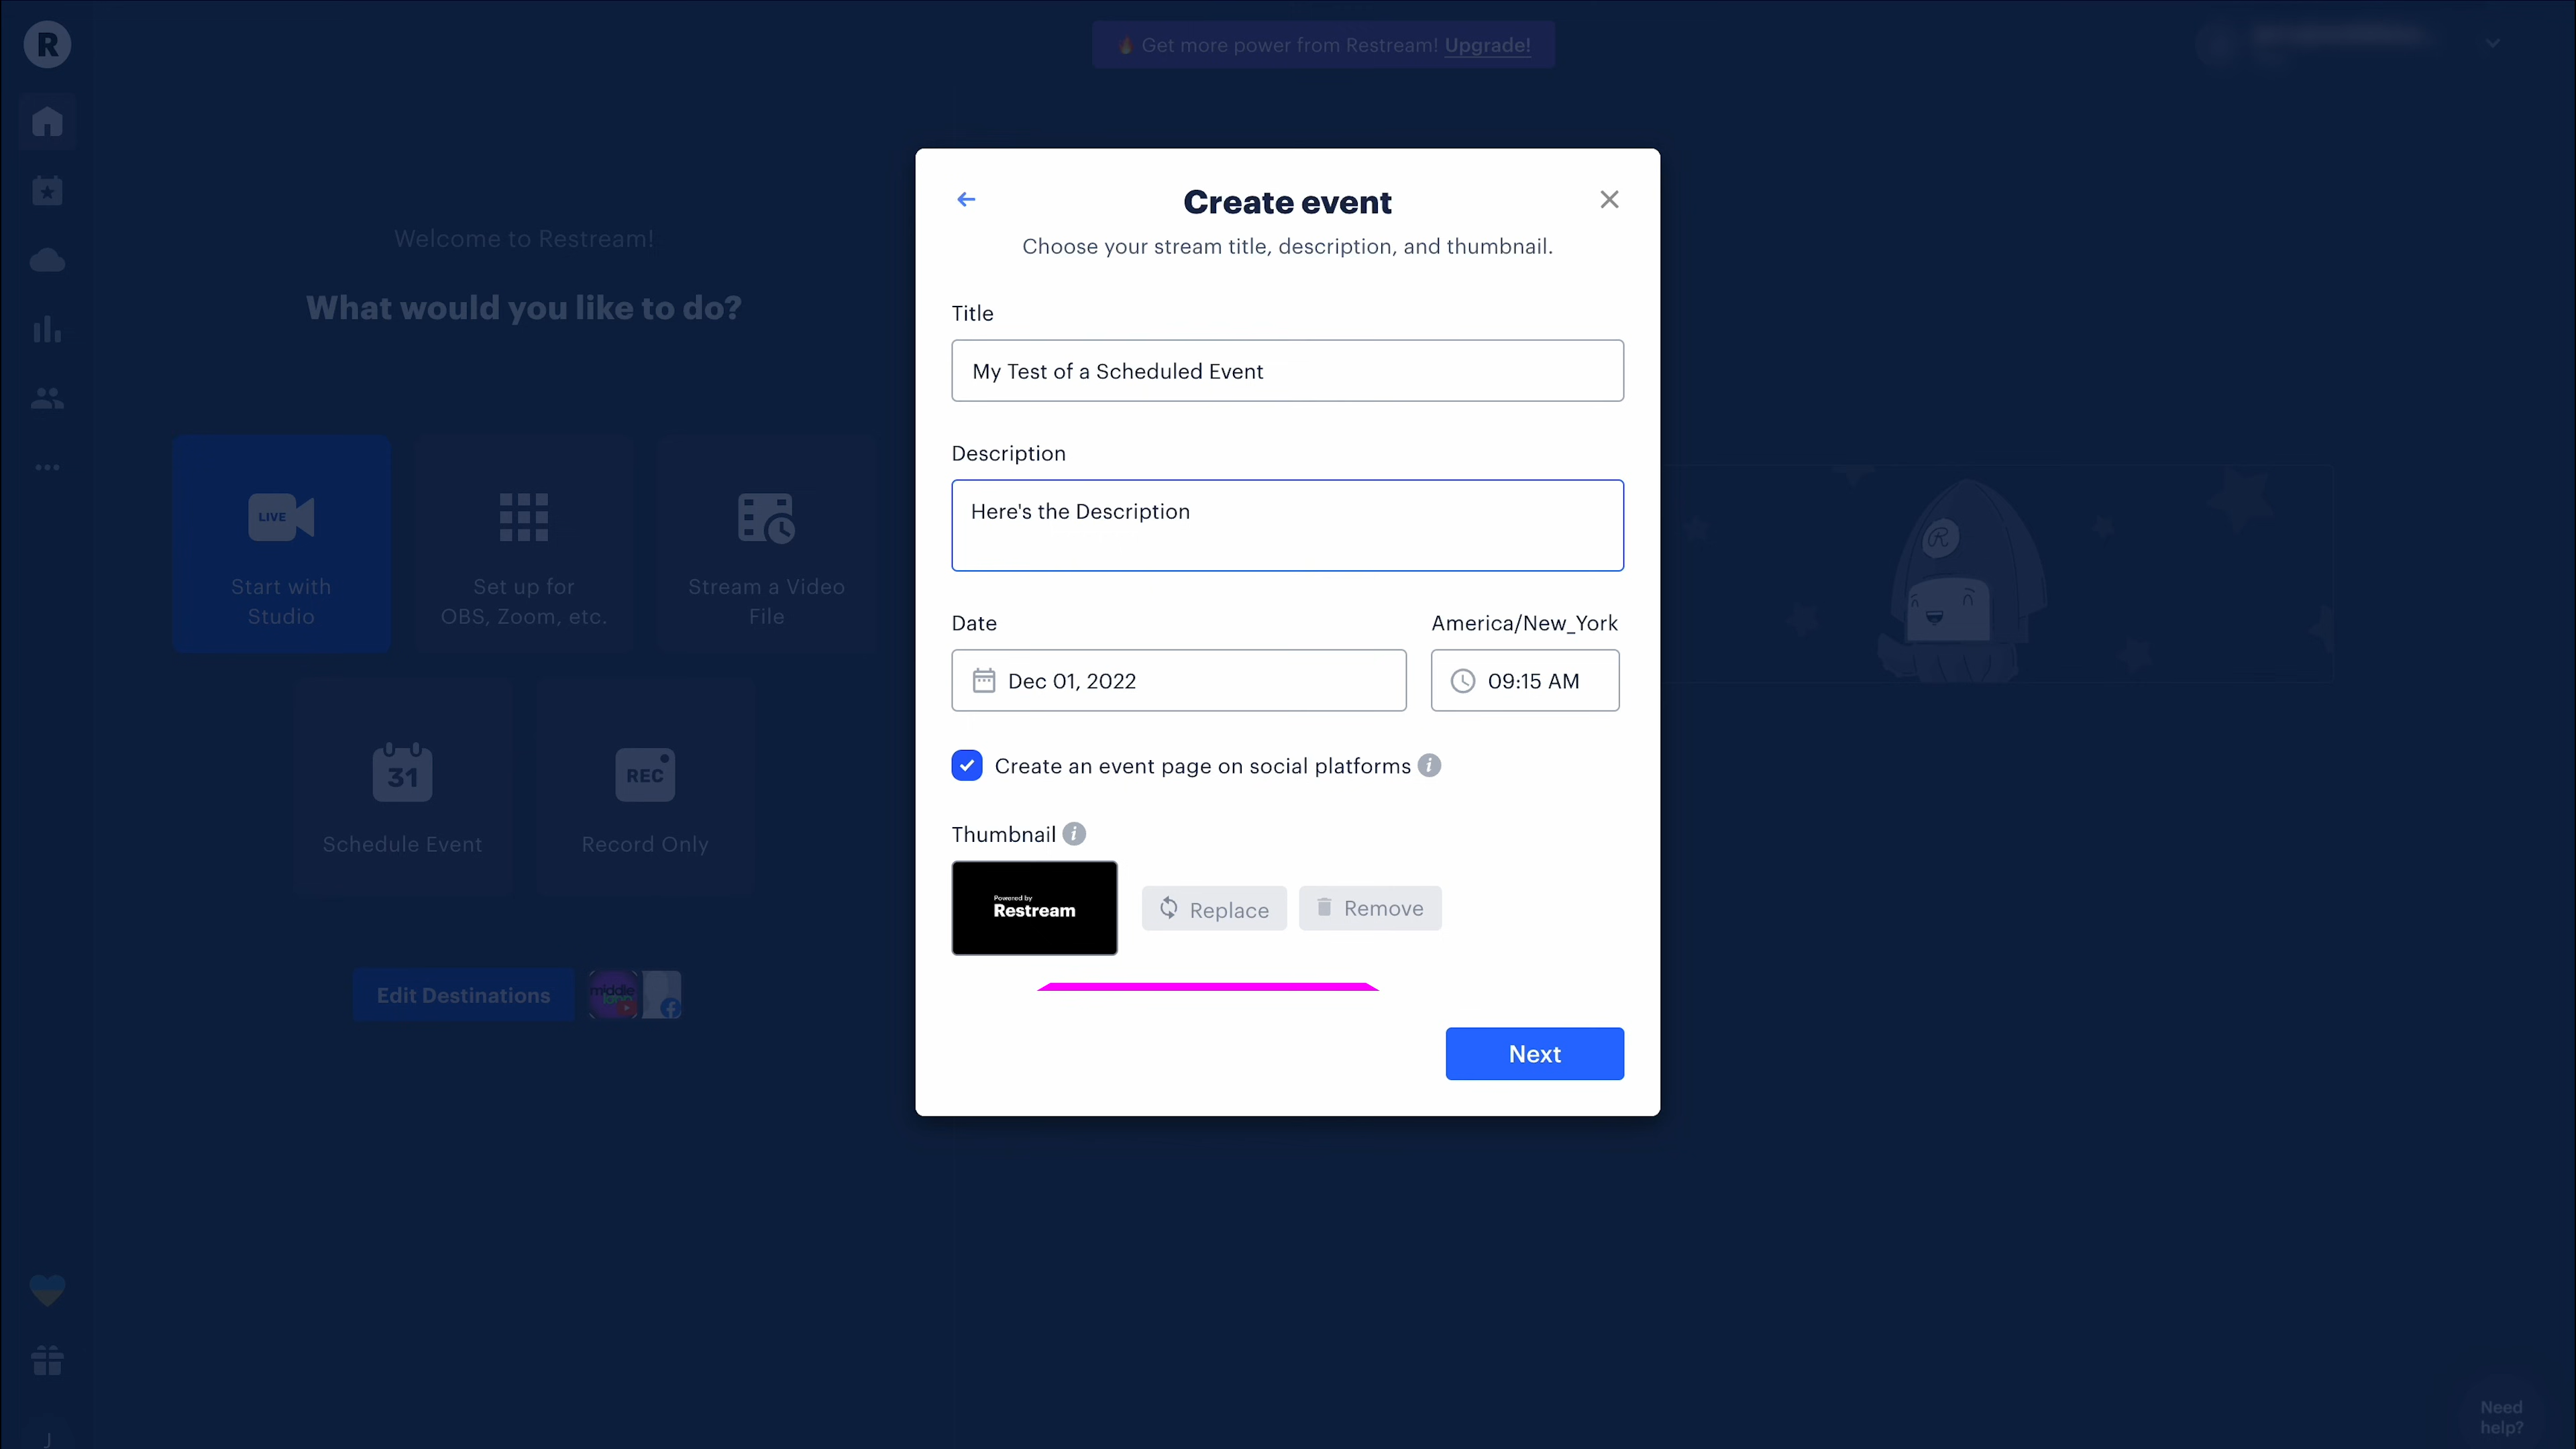 R
Get more power from Restream! Upgrade!
Welcome to Restream!
What would you like to do?
LIVE
Start with
Studio
Set up for
OBS, Zoom, etc.
Stream a Video
File
31
Schedule Event
REC
Record Only
Edit Destinations
middle
Create event
Choose your stream title, description, and thumbnail.
Title
My Test of a Scheduled Event
Description
Here's the Description
Date
America/New_York
Dec 01, 2022
09:15 AM
Create an event page on social platforms
Thumbnail
Powered by
Restream
Replace
Remove
Next
R
J
Need
help?